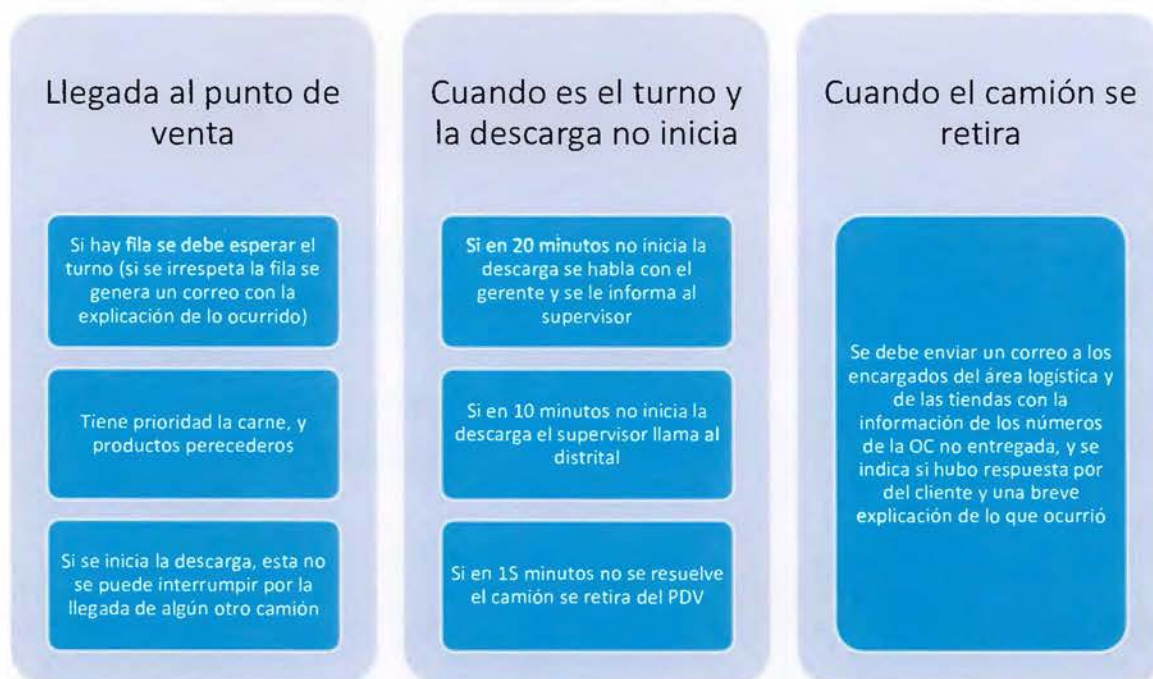 Llegada al punto de
venta
Si hay fila se debe esperar el
turno (si se irrespeta la fila se
genera un correo con la
explicación de lo ocurrido)
Tiene prioridad la carne, y
productos perecederos
Si se inicia la descarga, esta no
se puede interrumpir por la
llegada de algún otro camión
Cuando es el turno y
la descarga no inicia
Si en 20 minutos no inicia la
descarga se habla con el
gerente y se le informa al
supervisor
Si en 10 minutos no inicia la
descarga el supervisor llama al
distrital
Si en 15 minutos no se resuelve
el camión se retira del PDV
Cuando el camión se
retira
Se debe enviar un correo a los
encargados del área logística y
de las tiendas con la
información de los números
de la OC no entregada, y se
indica si hubo respuesta por
del cliente y una breve
explicación de lo que ocurrió